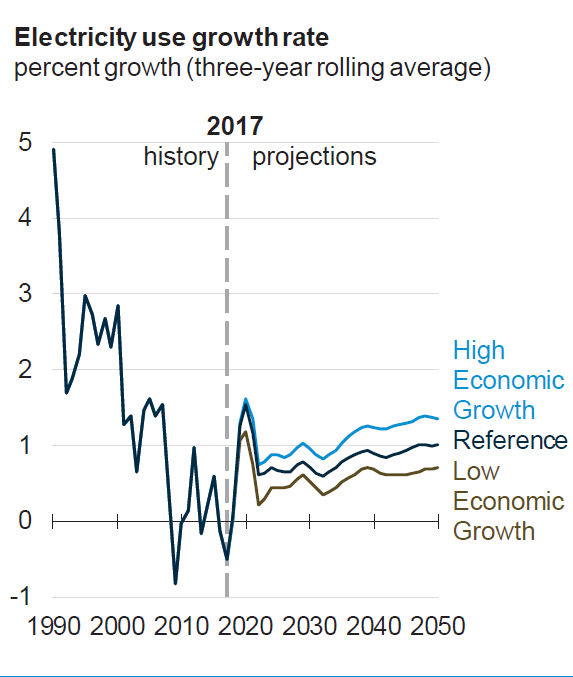 Electricity use growth rate
percent growth (three-year rolling average)
2017
history projections
5
4
3
2
1
0
-1
High
Economic
Growth
Reference
Low
Economic
Growth
1990 2000 2010 2020 2030 2040 2050